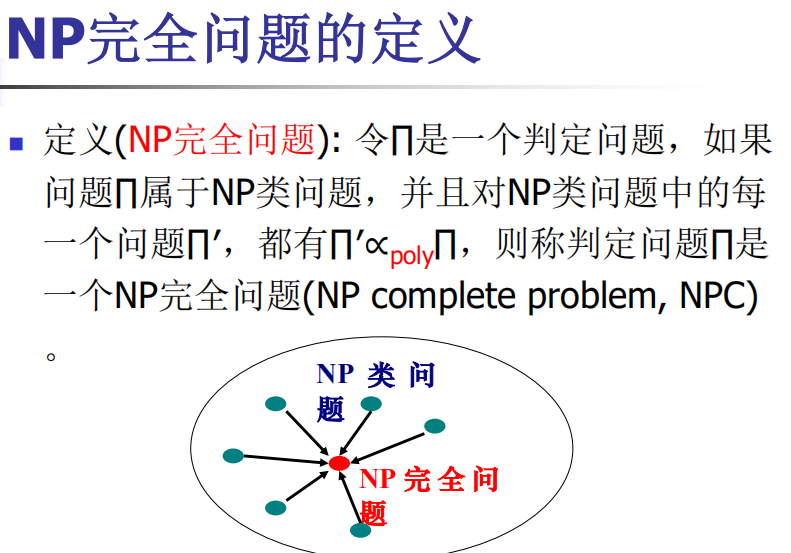 NP完全问题的定义
定义(NP完全问题): 令∏是一个判定问题，如果
问题∏属于NP类问题，并且对NP类问题中的每
一个问题∏′，都有∏′∝poly∏，则称判定问题∏是
一个NP完全问题(NP complete problem, NPC)
。
NP 类 问
题
NP 完 全 问
题